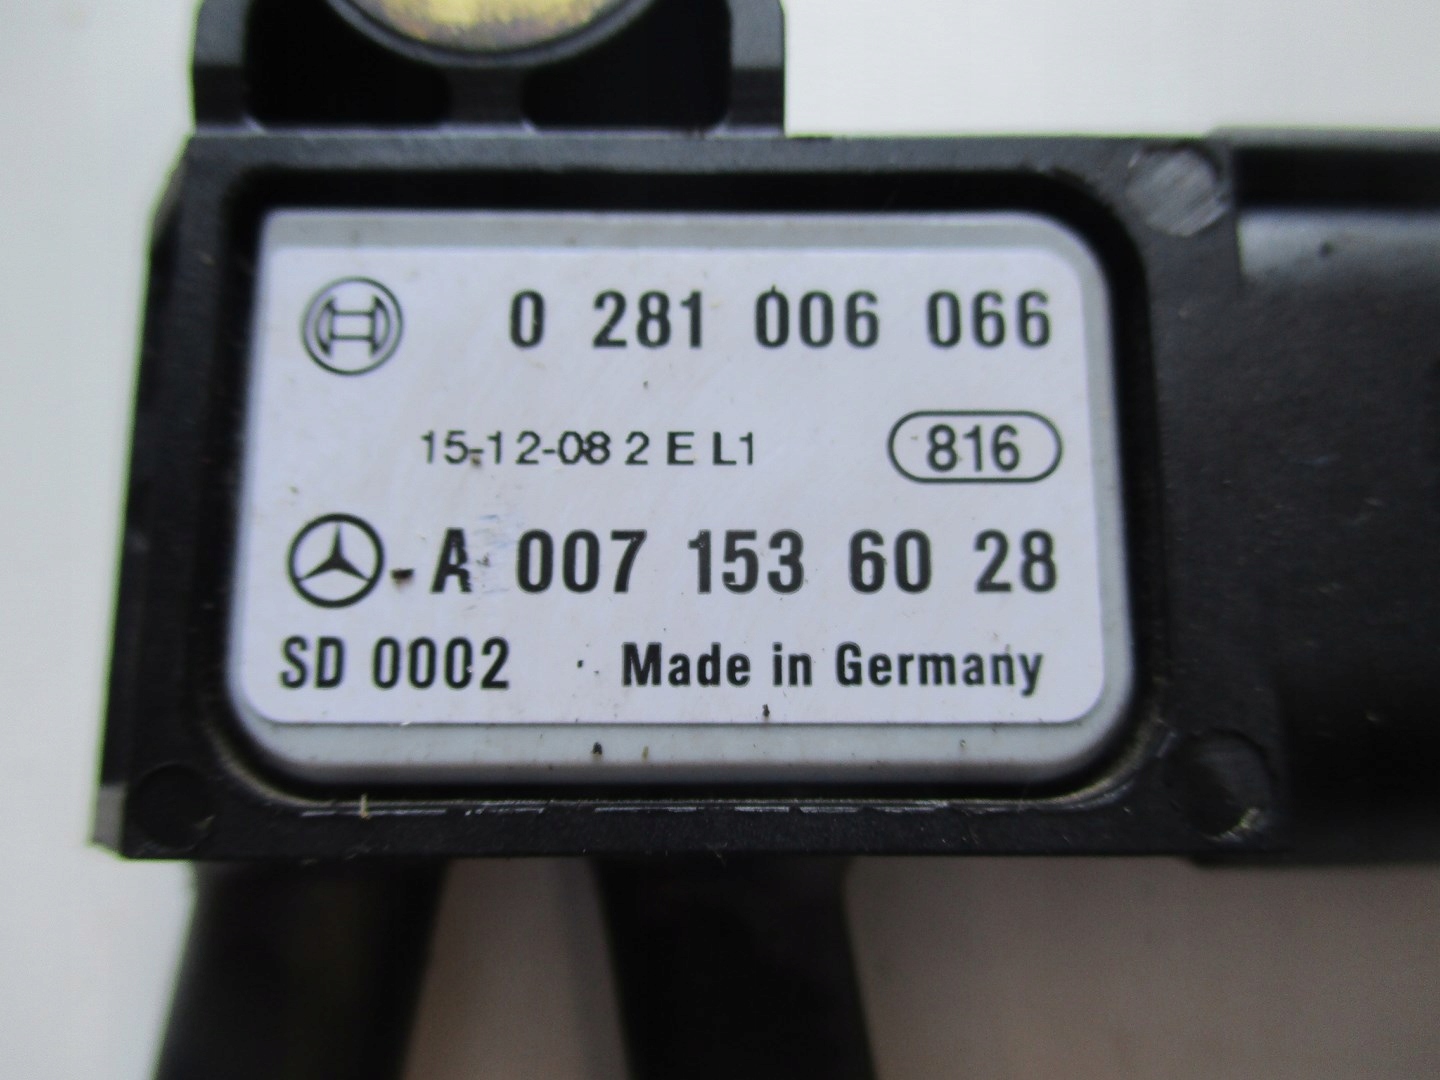 0 281 006 066
15-12-08 2 E L1 816
A 007 153 60 28
SD 0002 Made in Germany